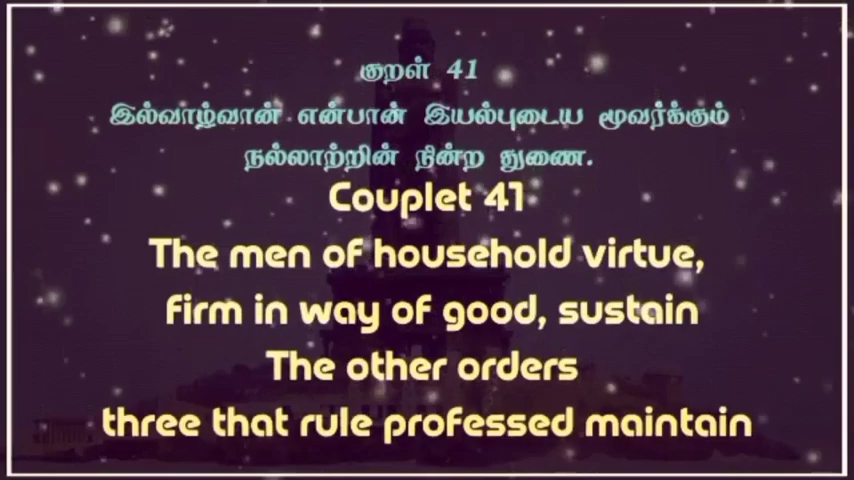 குறள் 41
இல்வாழ்வான் என்பான் இயல்புடைய மூவர்க்கும்
நல்லாற்றின் நின்ற துணை.
Couplet 41
The men of household virtue,
firm in way of good, sustain
The other orders
three that rule professed maintain